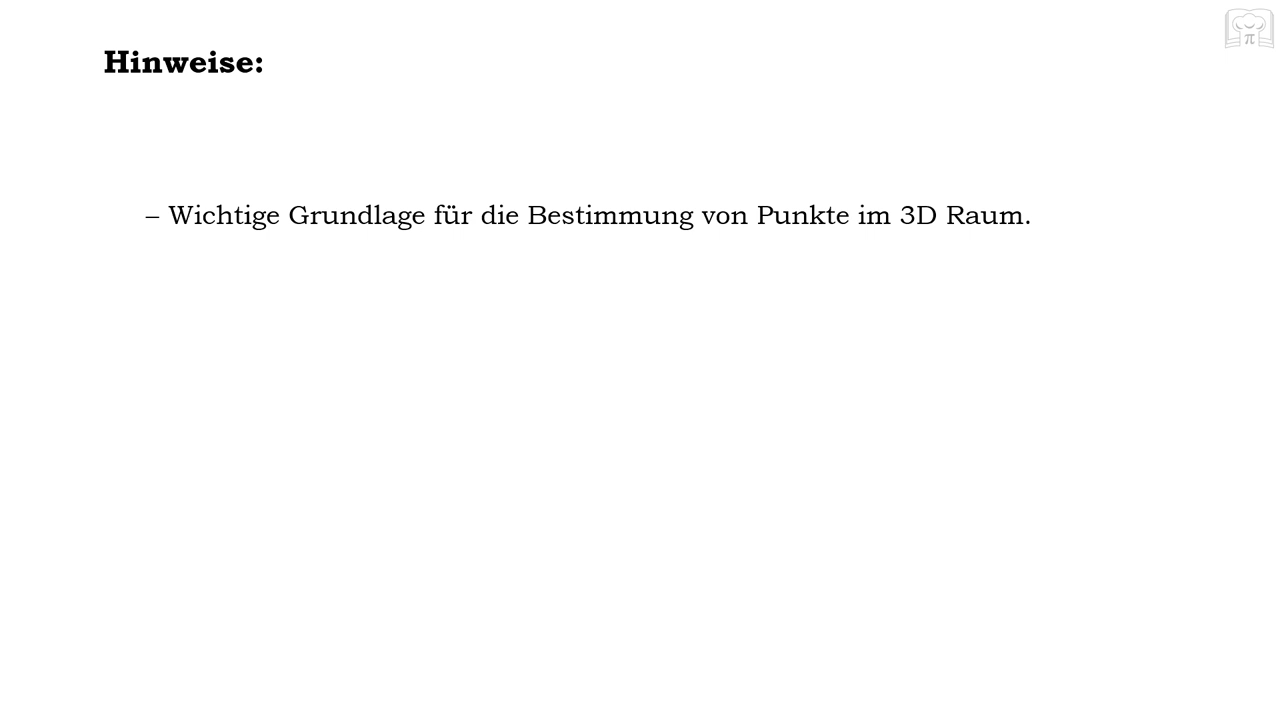 Hinweise:
– Wichtige Grundlage für die Bestimmung von Punkte im 3D Raum.
π